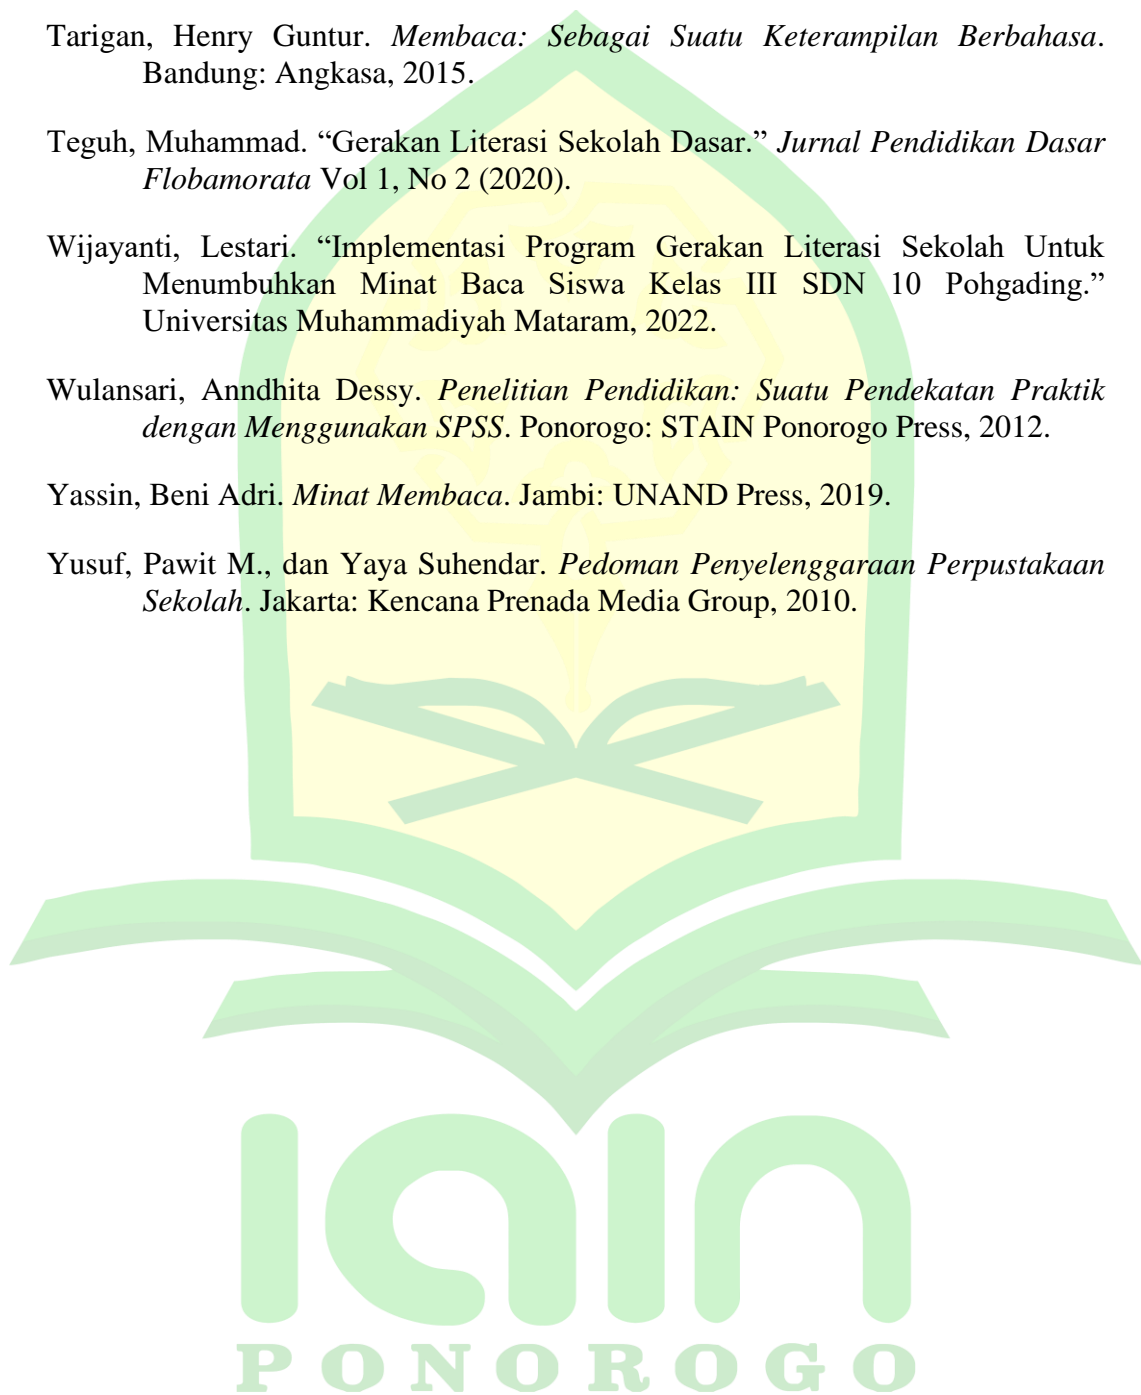 Tarigan, Henry Guntur. Membaca: Sebagai Suatu Keterampilan Berbahasa.
Bandung: Angkasa, 2015.
Teguh, Muhammad. “Gerakan Literasi Sekolah Dasar.” Jurnal Pendidikan Dasar
Flobamorata Vol 1, No 2 (2020).
Wijayanti, Lestari. “Implementasi Program Gerakan Literasi Sekolah Untuk
Menumbuhkan Minat Baca Siswa Kelas III SDN 10 Pohgading.”
Universitas Muhammadiyah Mataram, 2022.
Wulansari, Anndhita Dessy. Penelitian Pendidikan: Suatu Pendekatan Praktik
dengan Menggunakan SPSS. Ponorogo: STAIN Ponorogo Press, 2012.
Yassin, Beni Adri. Minat Membaca. Jambi: UNAND Press, 2019.
Yusuf, Pawit M., dan Yaya Suhendar. Pedoman Penyelenggaraan Perpustakaan
Sekolah. Jakarta: Kencana Prenada Media Group, 2010.
iain
PONOROGO